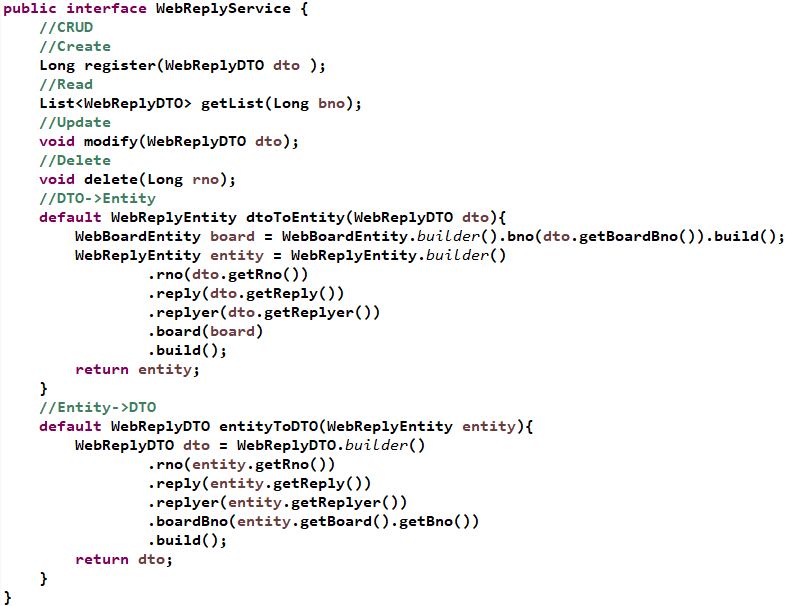 public interface WebReplyService {
    //CRUD
    //Create
    Long register(WebReplyDTO dto );
    //Read
    List<WebReplyDTO> getList(Long bno);
    //Update
    void modify(WebReplyDTO dto);
    //Delete
    void delete(Long rno);
    //DTO->Entity
    default WebReplyEntity dtoToEntity(WebReplyDTO dto){
        WebBoardEntity board = WebBoardEntity.builder().bno(dto.getBoardBno()).build();
        WebReplyEntity entity = WebReplyEntity.builder()
                .rno(dto.getRno())
                .reply(dto.getReply())
                .replyer(dto.getReplyer())
                .board(board)
                .build();
        return entity;
    }
    //Entity->DTO
    default WebReplyDTO entityToDTO(WebReplyEntity entity){
        WebReplyDTO dto = WebReplyDTO.builder()
                .rno(entity.getRno())
                .reply(entity.getReply())
                .replyer(entity.getReplyer())
                .boardBno(entity.getBoard().getBno())
                .build();
        return dto;
    }
}